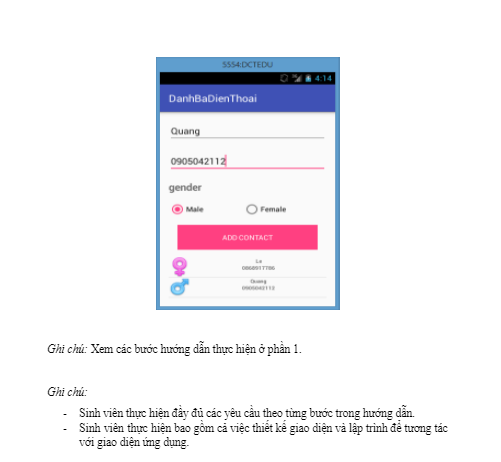 5554:DCTEDU
4:14
DanhBaDienThoai
Quang
0905042112
gender
Male Female
ADD CONTACT
Le
Quang
0905042112
Ghi chú: Xem các bước hướng dẫn thực hiện ở phần 1.
Ghi chú:
- Sinh viên thực hiện đầy đủ các yêu cầu theo từng bước trong hướng dẫn.
- Sinh viên thực hiện bao gồm cả việc thiết kế giao diện và lập trình để tương tác
với giao diện ứng dụng.